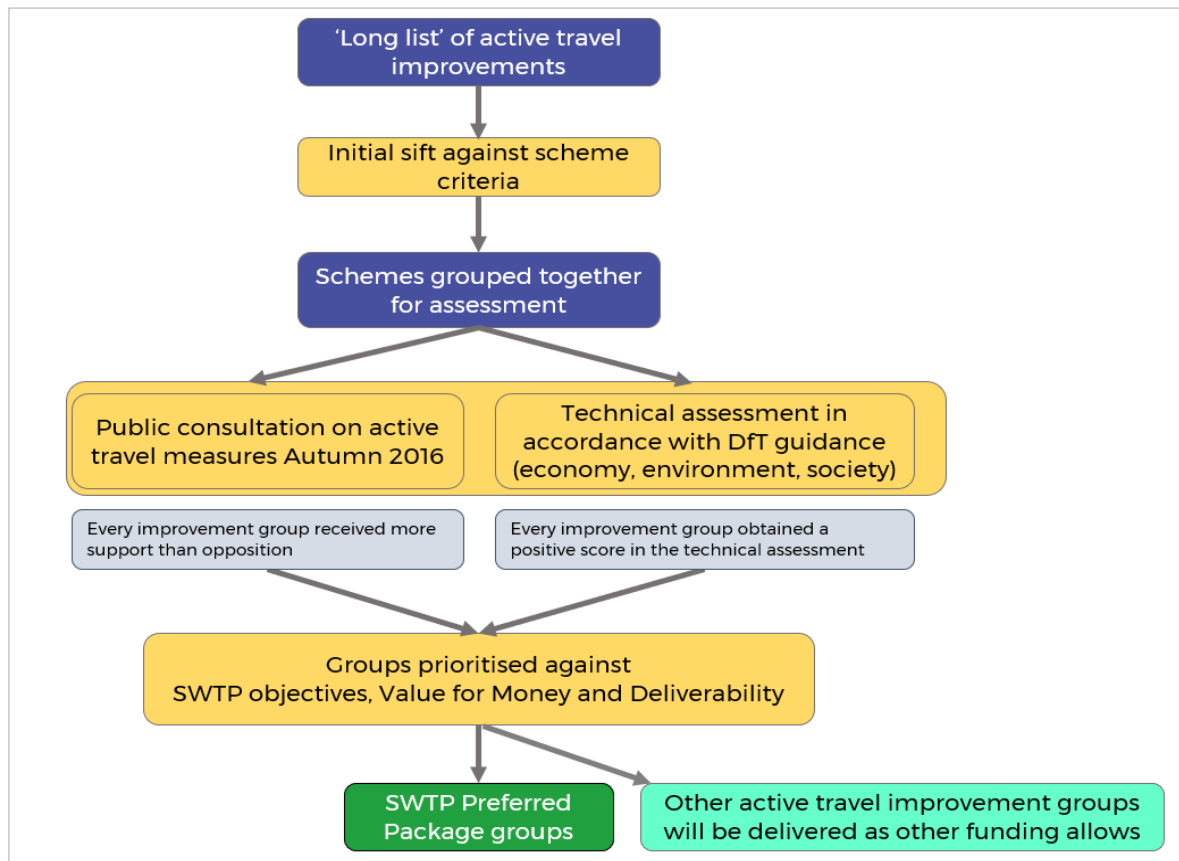 ‘Long list’ of active travel
improvements
Initial sift against scheme
criteria
Schemes grouped together
for assessment
Public consultation on active
travel measures Autumn 2016
Technical assessment in
accordance with DfT guidance
(economy, environment, society)
Every improvement group received more
support than opposition
Every improvement group obtained a
positive score in the technical assessment
Groups prioritised against
SWTP objectives, Value for Money and Deliverability
SWTP Preferred
Package groups
Other active travel improvement groups
will be delivered as other funding allows